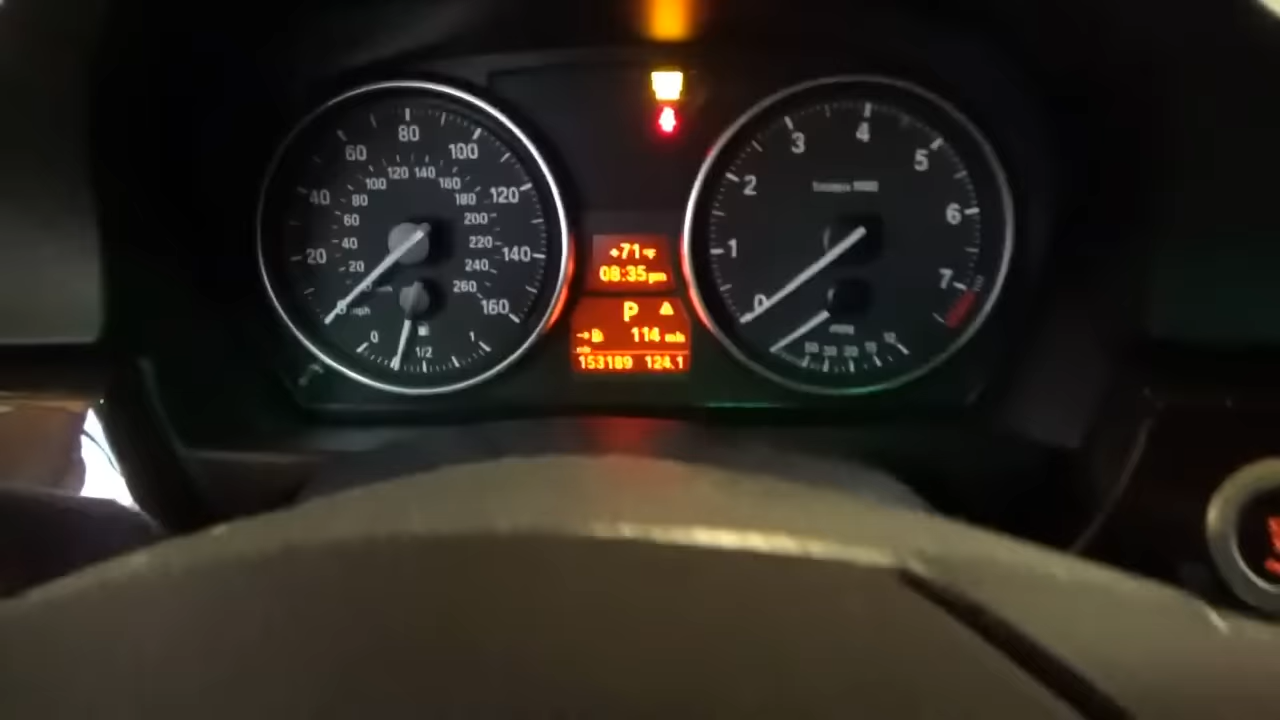 80
60 100
120 140
100 160
40 80 180 120
60 200
40 220
20 140
20 240
260
0 mph 160
0 1/2 1
+71°F
08:35pm
P
114 mls
mls
153189 124.1
4
3 5
2
6
1
7
0